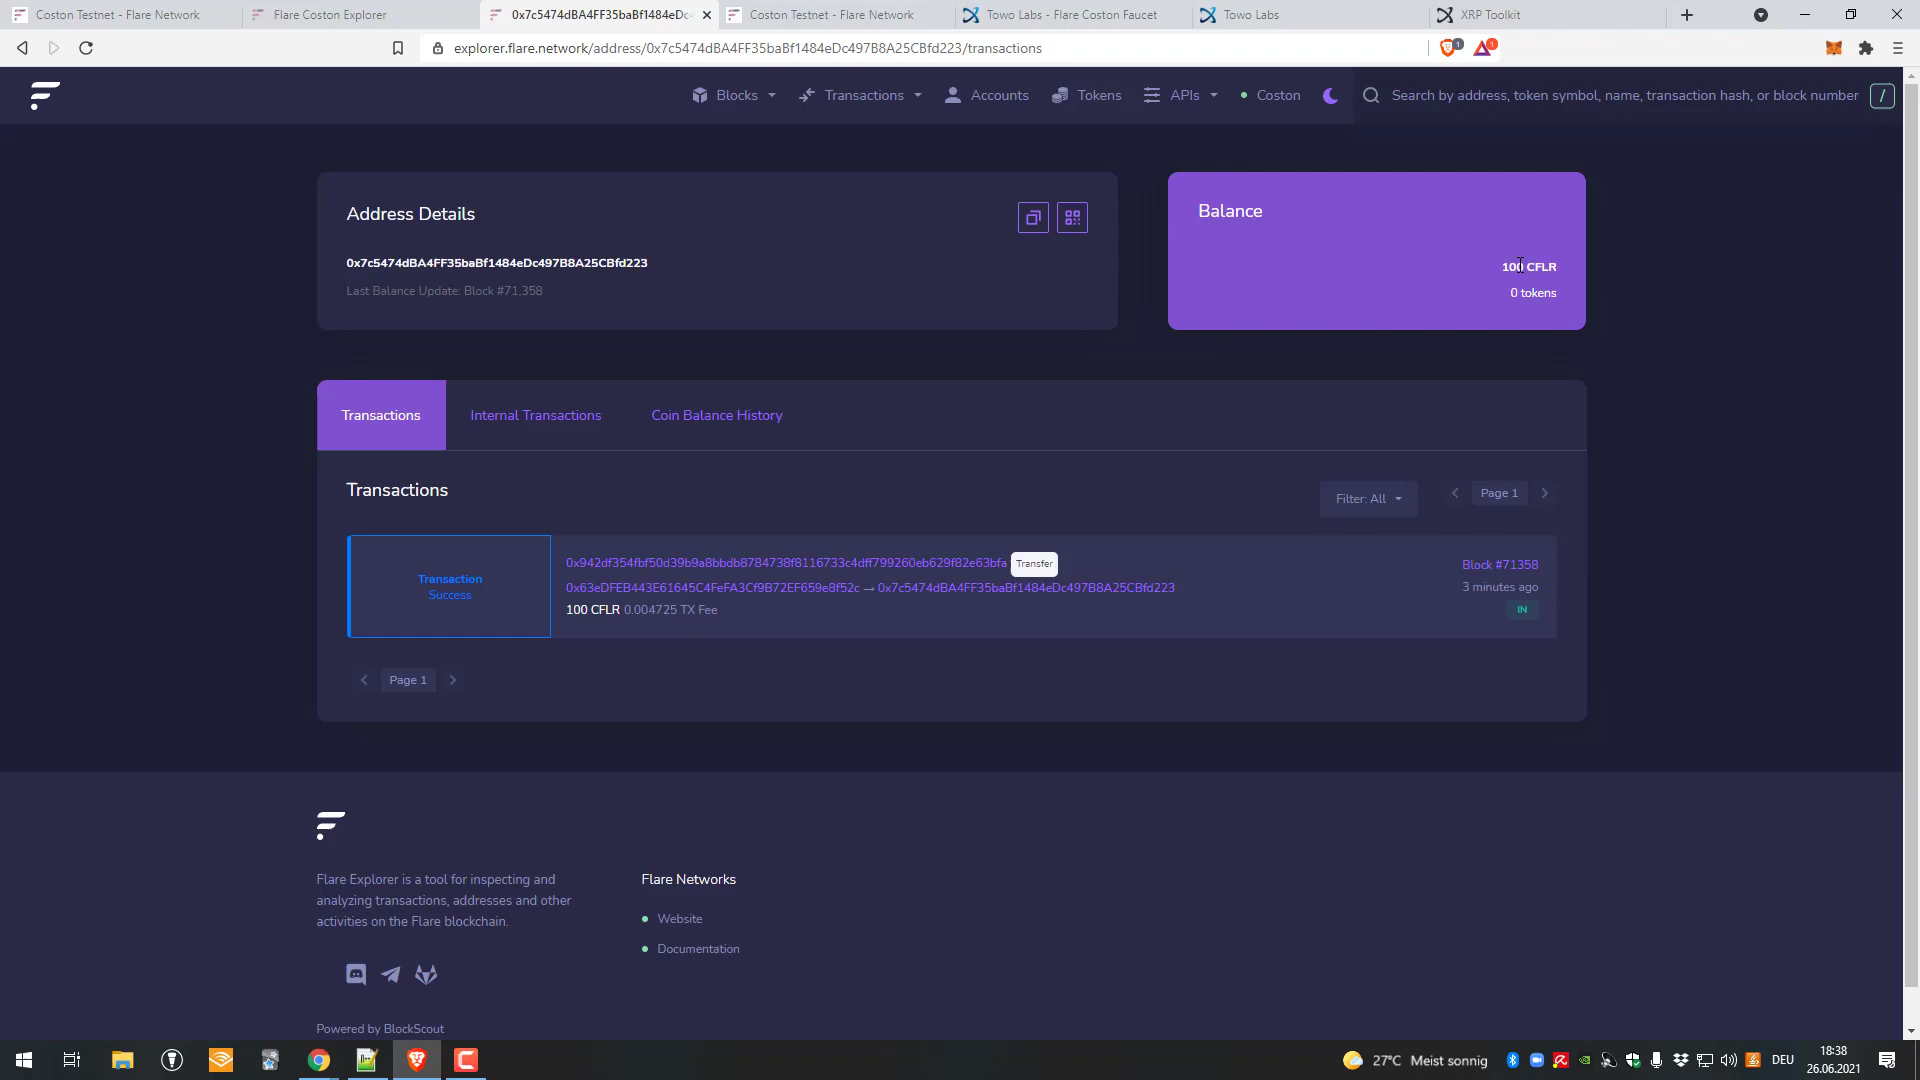 Coston Testnet - Flare Network
Flare Coston Explorer
0x7c5474dBA4FF35baBf1484eDc
Coston Testnet - Flare Network
Towo Labs - Flare Coston Faucet
Towo Labs
XRP Toolkit
explorer.flare.network/address/0x7c5474dBA4FF35baBf1484eDc497B8A25CBfd223/transactions
1
1
Blocks
Transactions
Accounts
Tokens
APIs
Coston
Search by address, token symbol, name, transaction hash, or block number
/
Address Details
0x7c5474dBA4FF35baBf1484eDc497B8A25CBfd223
Last Balance Update: Block #71,358
Balance
100 CFLR
0 tokens
Transactions
Internal Transactions
Coin Balance History
Transactions
Filter: All
Page 1
Transaction
Success
0x942df354fbf50d39b9a8bbdb8784738f8116733c4dff799260eb629f82e63bfa
Transfer
0x63eDFEB443E61645C4FeFA3Cf9B72EF659e8f52c → 0x7c5474dBA4FF35baBf1484eDc497B8A25CBfd223
100 CFLR 0.004725 TX Fee
Block #71358
3 minutes ago
IN
Page 1
Flare Explorer is a tool for inspecting and
analyzing transactions, addresses and other
activities on the Flare blockchain.
Flare Networks
Website
Documentation
Powered by BlockScout
27°C Meist sonnig
DEU
18:38
26.06.2021